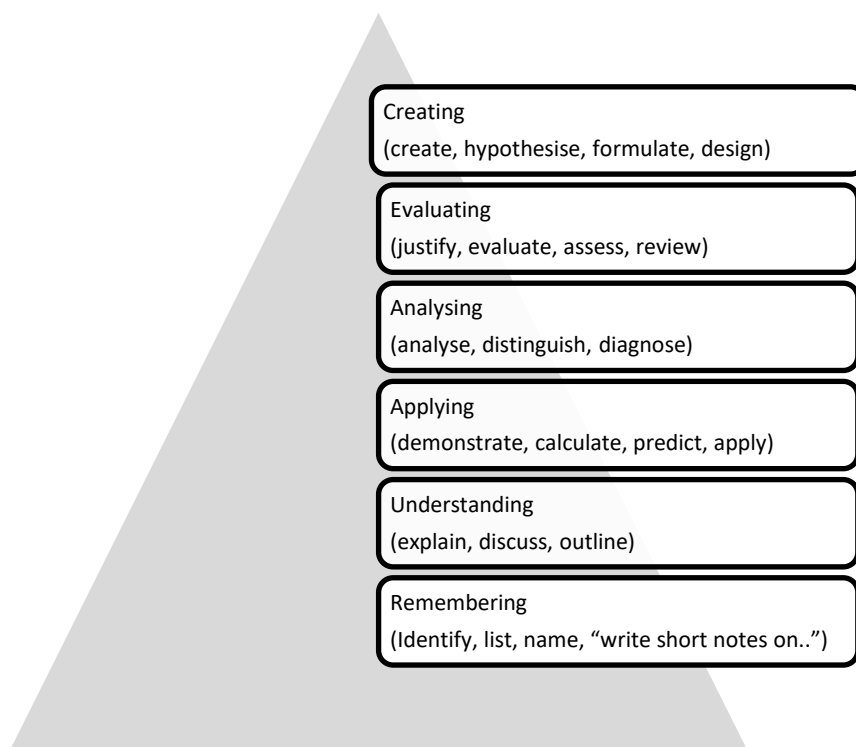 Creating
(create, hypothesise, formulate, design)
Evaluating
(justify, evaluate, assess, review)
Analysing
(analyse, distinguish, diagnose)
Applying
(demonstrate, calculate, predict, apply)
Understanding
(explain, discuss, outline)
Remembering
(Identify, list, name, “write short notes on..”)